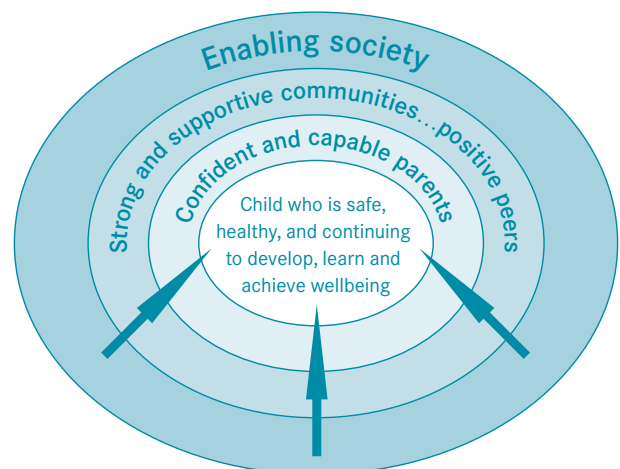 Enabling society
Strong and supportive communities...positive peers
Confident and capable parents
Child who is safe,
healthy, and continuing
to develop, learn and
achieve wellbeing